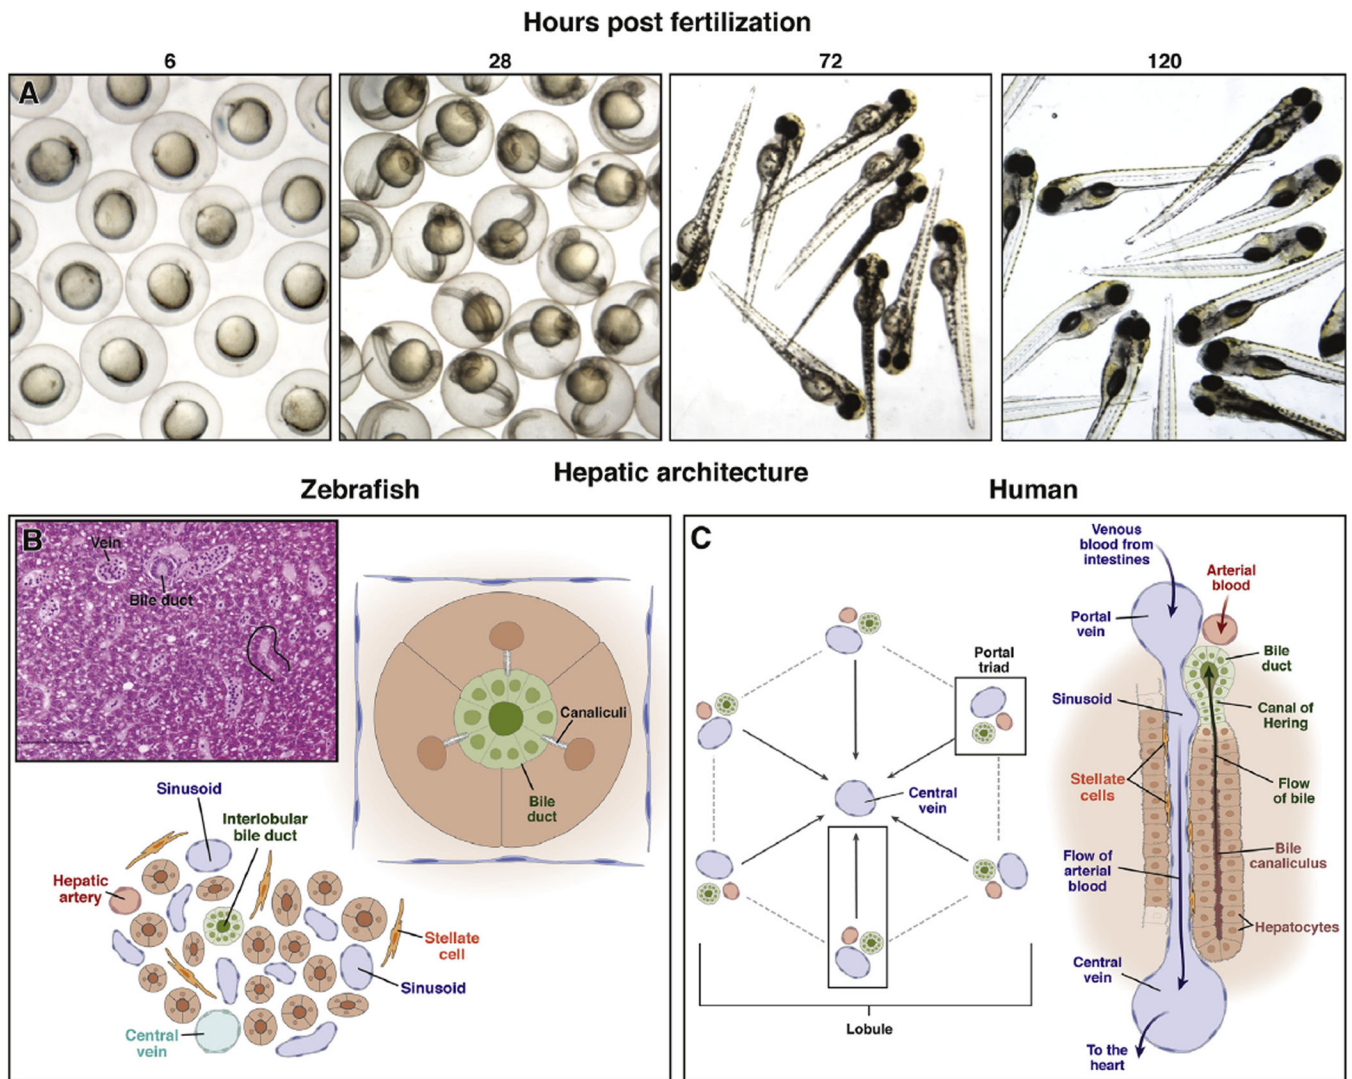 Hours post fertilization
6
28
72
120
A
Hepatic architecture
Zebrafish
Human
B
Vein
Bile duct
Canaliculi
Bile
duct
Sinusoid
Interlobular
bile duct
Hepatic
artery
Stellate
cell
Sinusoid
Central
vein
C
Portal
triad
Central
vein
Lobule
Venous
blood from
intestines
Arterial
blood
Portal
vein
Bile
duct
Sinusoid
Canal of
Hering
Stellate
cells
Flow
of bile
Flow of
arterial
blood
Bile
canaliculus
Hepatocytes
Central
vein
To the
heart